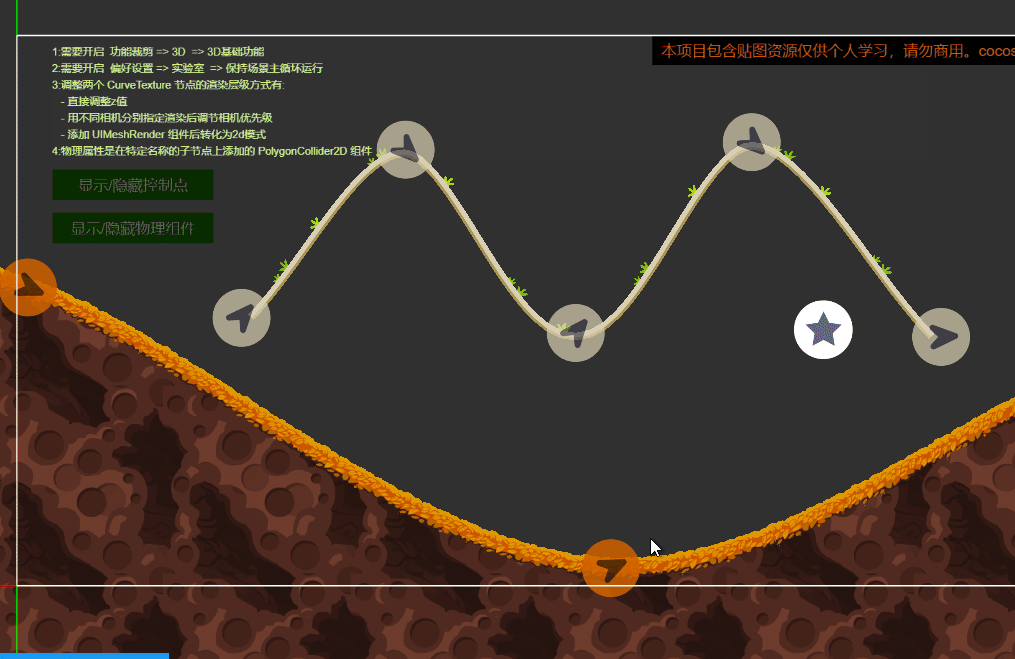 1:需要开启 功能裁剪 => 3D => 3D基础功能
本项目包含贴图资源仅供个人学习，请勿商用。cocos
2:需要开启 偏好设置 => 实验室 => 保持场景主循环运行
3:调整两个 CurveTexture 节点的渲染层级方式有:
- 直接调整z值
- 用不同相机分别指定渲染后调节相机优先级
- 添加 UIMeshRender 组件后转化为2d模式
4:物理属性是在特定名称的子节点上添加的 PolygonCollider2D 组件
显示/隐藏控制点
显示/隐藏物理组件